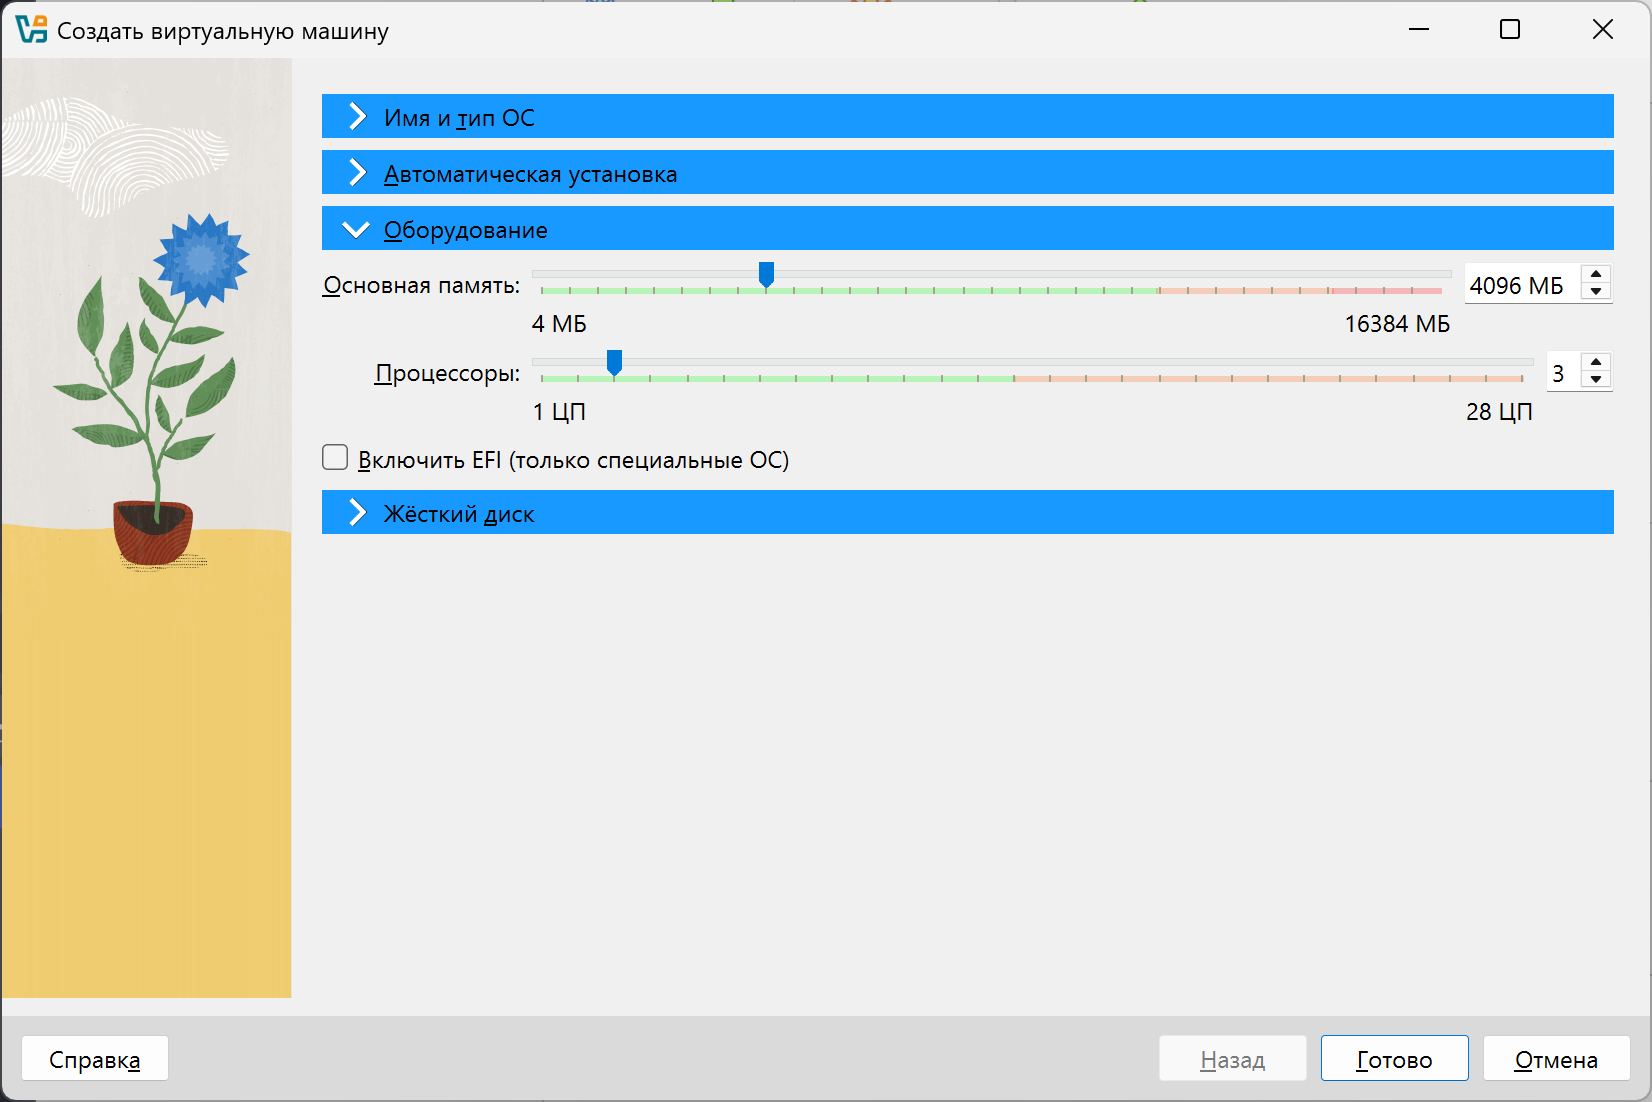 Создать виртуальную машину
Имя и тип ОС
Автоматическая установка
Оборудование
Основная память:
4096 МБ
4 МБ
16384 МБ
Процессоры:
3
1 ЦП
28 ЦП
Включить EFI (только специальные ОС)
Жёсткий диск
Справка
Назад
Готово
Отмена